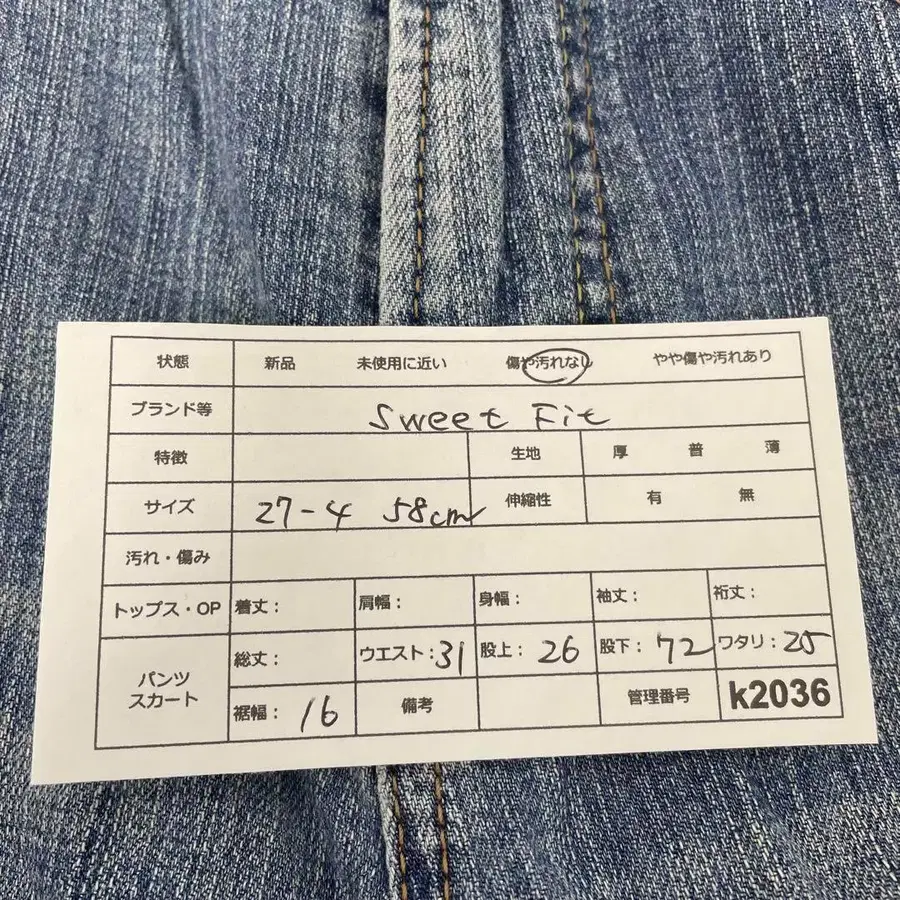 状態 新品 未使用に近い 傷や汚れなし やや傷や汚れあり
ブランド等 Sweet Fit
特徴 生地 厚 普 薄
サイズ 27-4 58cm 伸縮性 有 無
汚れ・傷み
トップス・OP 着丈: 肩幅: 身幅: 袖丈: 裄丈:
パンツ スカート 総丈: ウエスト:31 股上:26 股下:72 ワタリ:25
裾幅:16 備考 管理番号 k2036